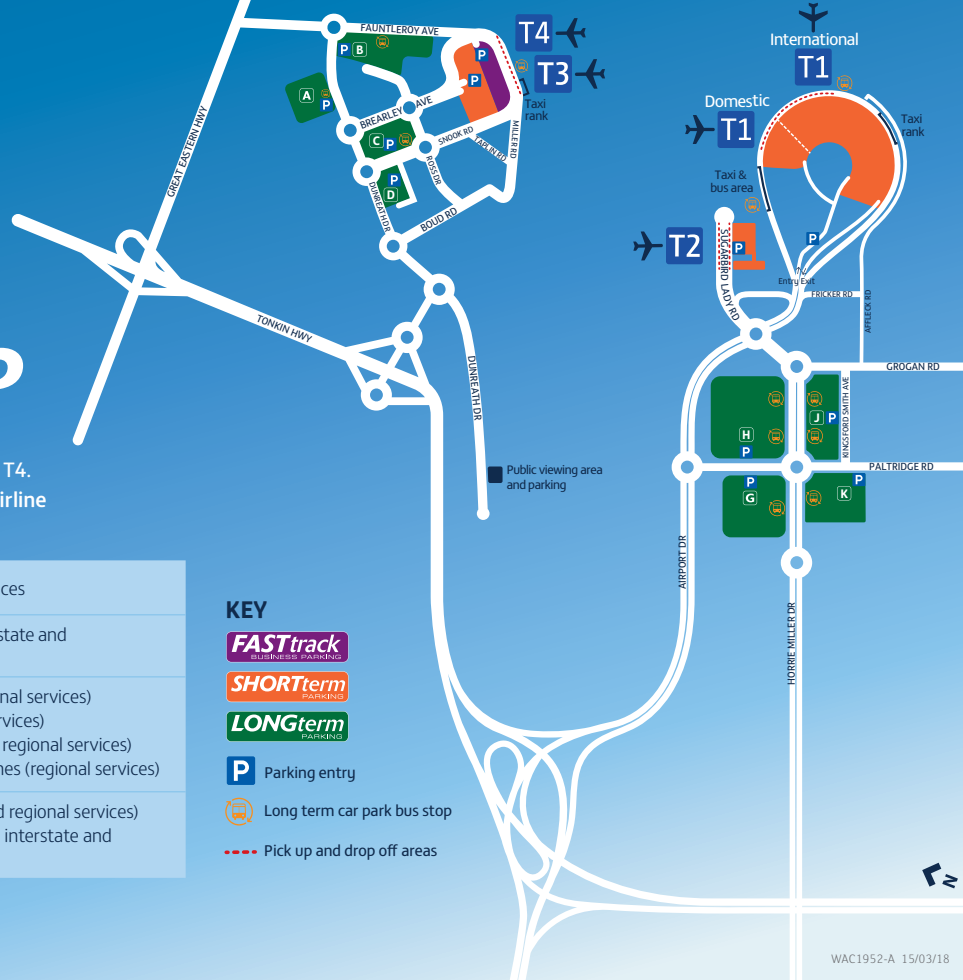 FAUNTLEROY AVE
T4
P B
P
T3
International
T1
A
P
P
Taxi
rank
Domestic
T1
Taxi
rank
BREARLEY AVE
C P
SNOOK RD
TARLIN RD
MILLER RD
GREAT EASTERN HWY
P
D
ROSS DR
DUNREATH DR
BOUD RD
Taxi &
bus area
T2
P
P
SUGARBIRD LADY RD
Entry Exit
FRICKER RD
AFFLECK RD
TONKIN HWY
DUNREATH DR
GROGAN RD
KINGSFORD SMITH AVE
H
P
J P
PALTRIDGE RD
Public viewing area
and parking
P
G
P
K
AIRPORT DR
HORRIE MILLER DR
T4.
irline
ces
state and
nal services)
rvices)
regional services)
nes (regional services)
d regional services)
interstate and
KEY
FASTtrack
BUSINESS PARKING
SHORTterm
PARKING
LONGterm
PARKING
P Parking entry
Long term car park bus stop
Pick up and drop off areas
N
WAC1952-A 15/03/18